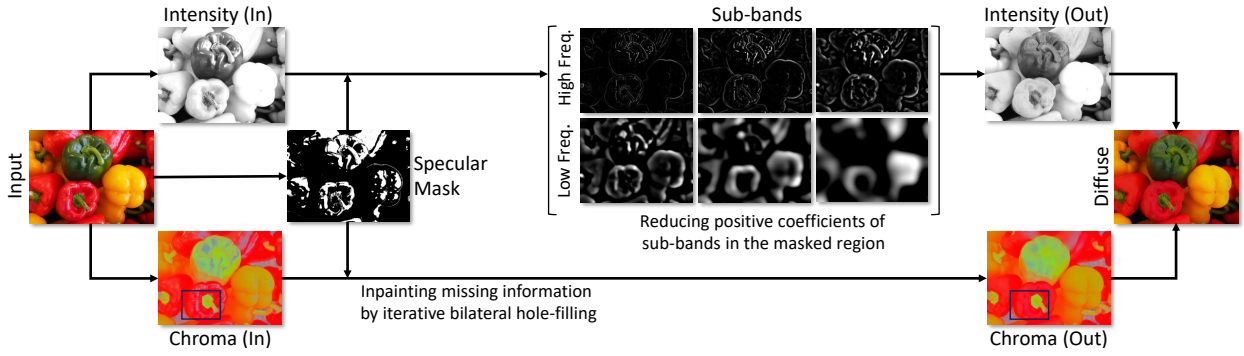 Intensity (In)
Sub-bands
Intensity (Out)
High Freq.
Low Freq.
Input
Specular
Mask
Diffuse
Reducing positive coefficients of
sub-bands in the masked region
Inpainting missing information
by iterative bilateral hole-filling
Chroma (In)
Chroma (Out)